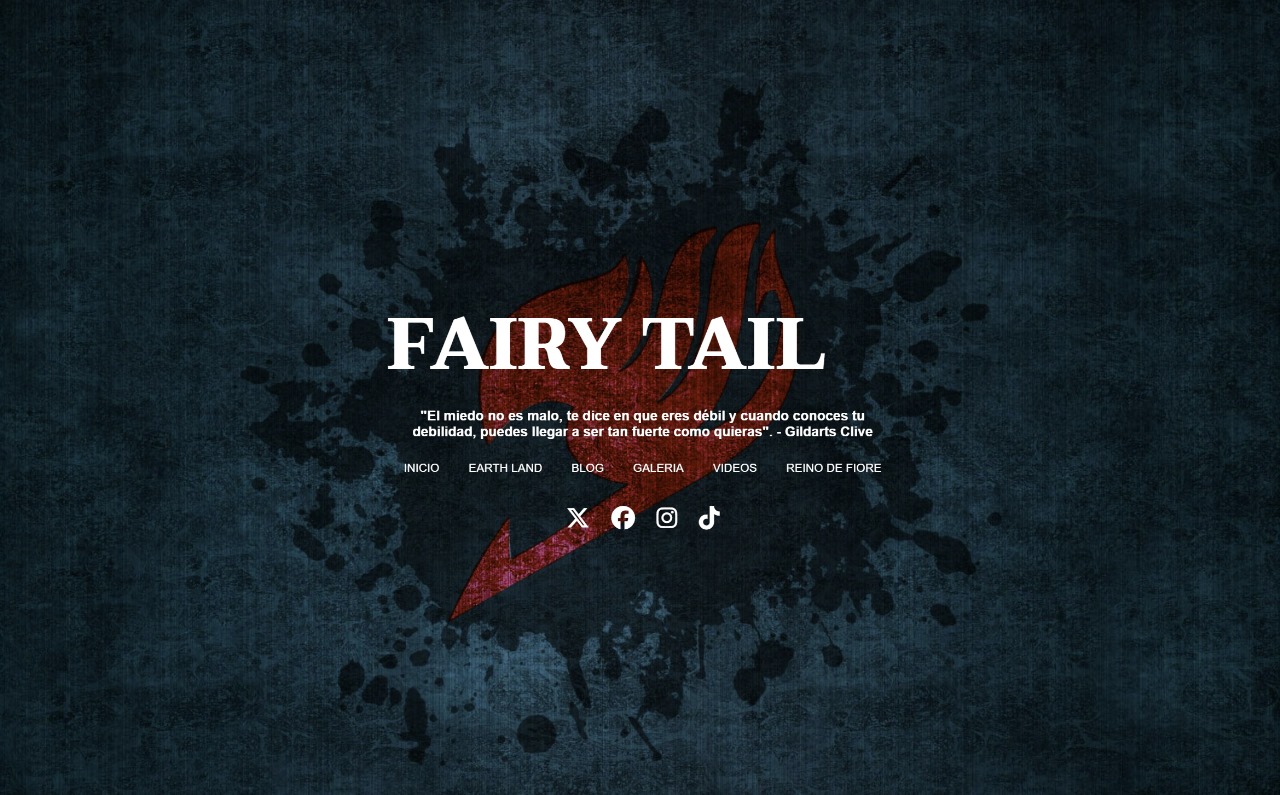 FAIRY TAIL
"El miedo no es malo, te dice en que eres débil y cuando conoces tu
debilidad, puedes llegar a ser tan fuerte como quieras". - Gildarts Clive
INICIO EARTH LAND BLOG GALERIA VIDEOS REINO DE FIORE